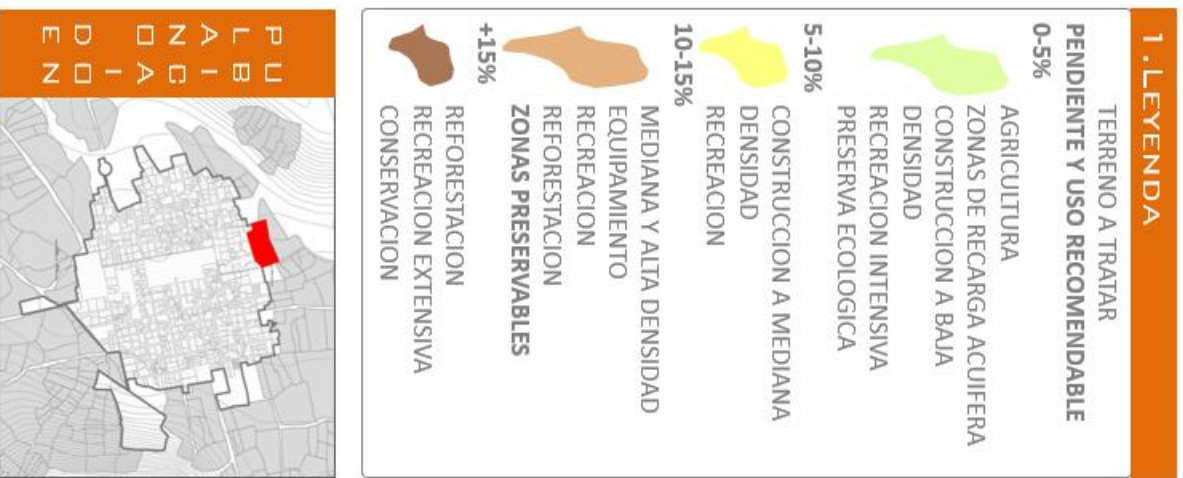 1.LEYENDA
TERRENO A TRATAR
PENDIENTE Y USO RECOMENDABLE
0-5%
AGRICULTURA
ZONAS DE RECARGA ACUIFERA
CONSTRUCCION A BAJA
DENSIDAD
RECREACION INTENSIVA
PRESERVA ECOLOGICA
5-10%
CONSTRUCCION A MEDIANA
DENSIDAD
RECREACION
10-15%
MEDIANA Y ALTA DENSIDAD
EQUIPAMIENTO
RECREACION
REFORESTACION
ZONAS PRESERVABLES
+15%
REFORESTACION
RECREACION EXTENSIVA
CONSERVACION
PLANO DE
UBICAION